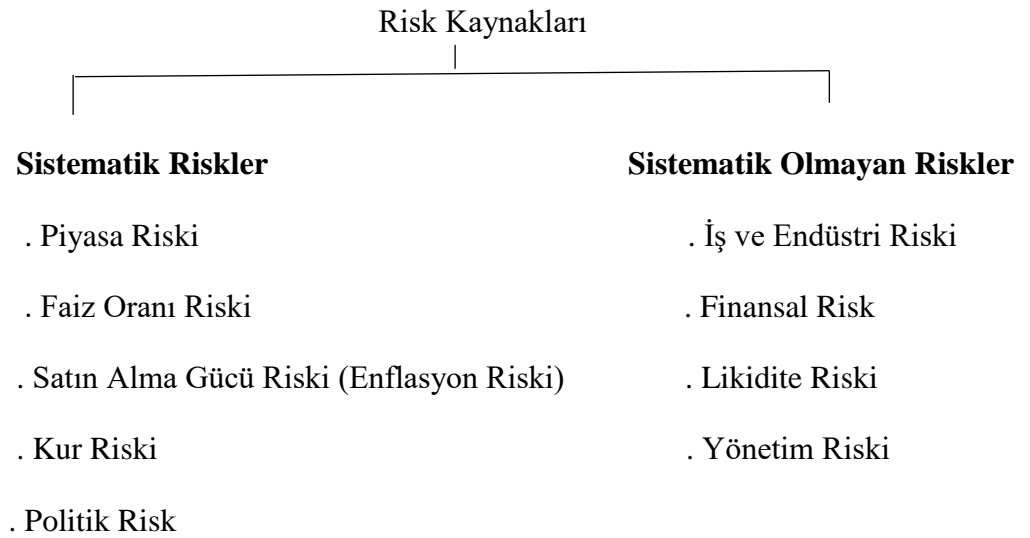 Risk Kaynakları
Sistematik Riskler
. Piyasa Riski
. Faiz Oranı Riski
. Satın Alma Gücü Riski (Enflasyon Riski)
. Kur Riski
. Politik Risk
Sistematik Olmayan Riskler
. İş ve Endüstri Riski
. Finansal Risk
. Likidite Riski
. Yönetim Riski